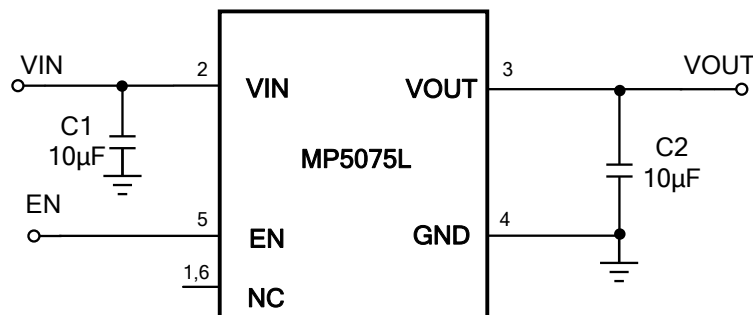 VIN
2
3
VOUT
VIN
VOUT
C1
10µF
MP5075L
C2
10µF
EN
5
EN
4
GND
1,6
NC